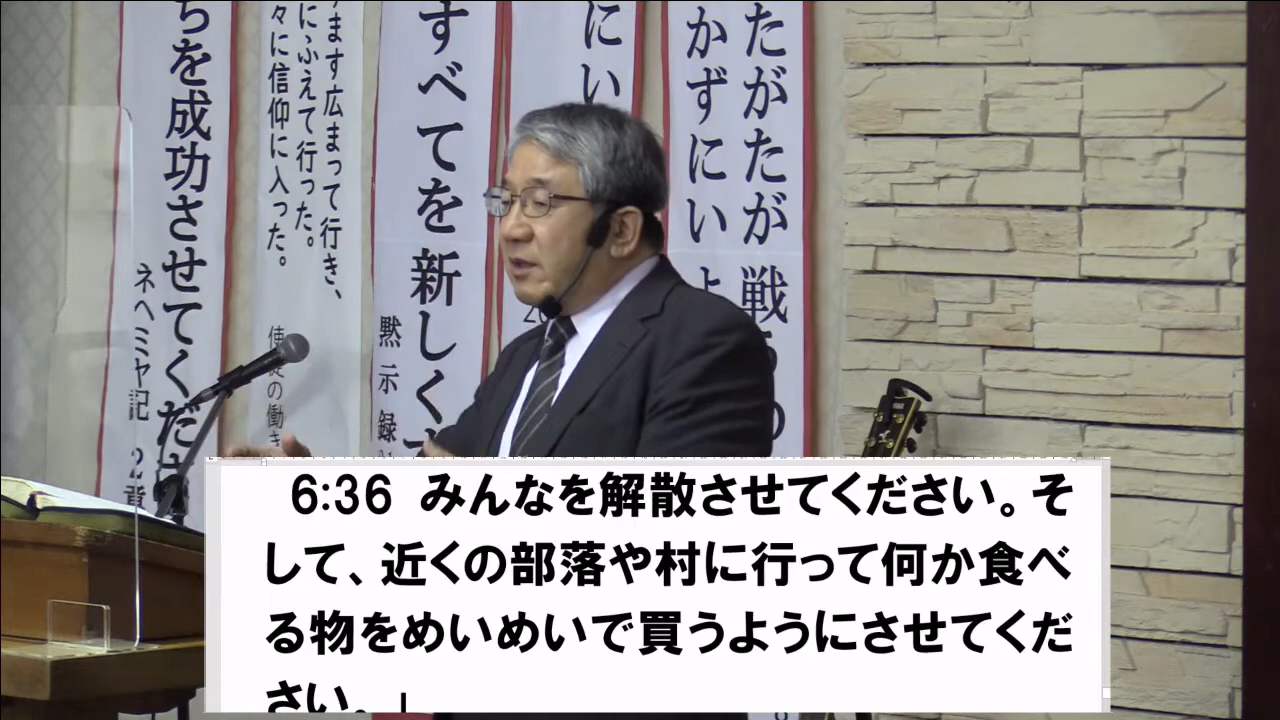 たがたが 戦
かずにい
にい
すべてを 新しく
黙示録
ます広まって行き、
にふえて行った。
々に信仰に入った。
ちを成功させてくだ
ネヘミヤ記 2
6:36 みんなを解散させてください。そ
して、近くの部落や村に行って何か食べ
る物をめいめいで買うようにさせてくだ
さい。」